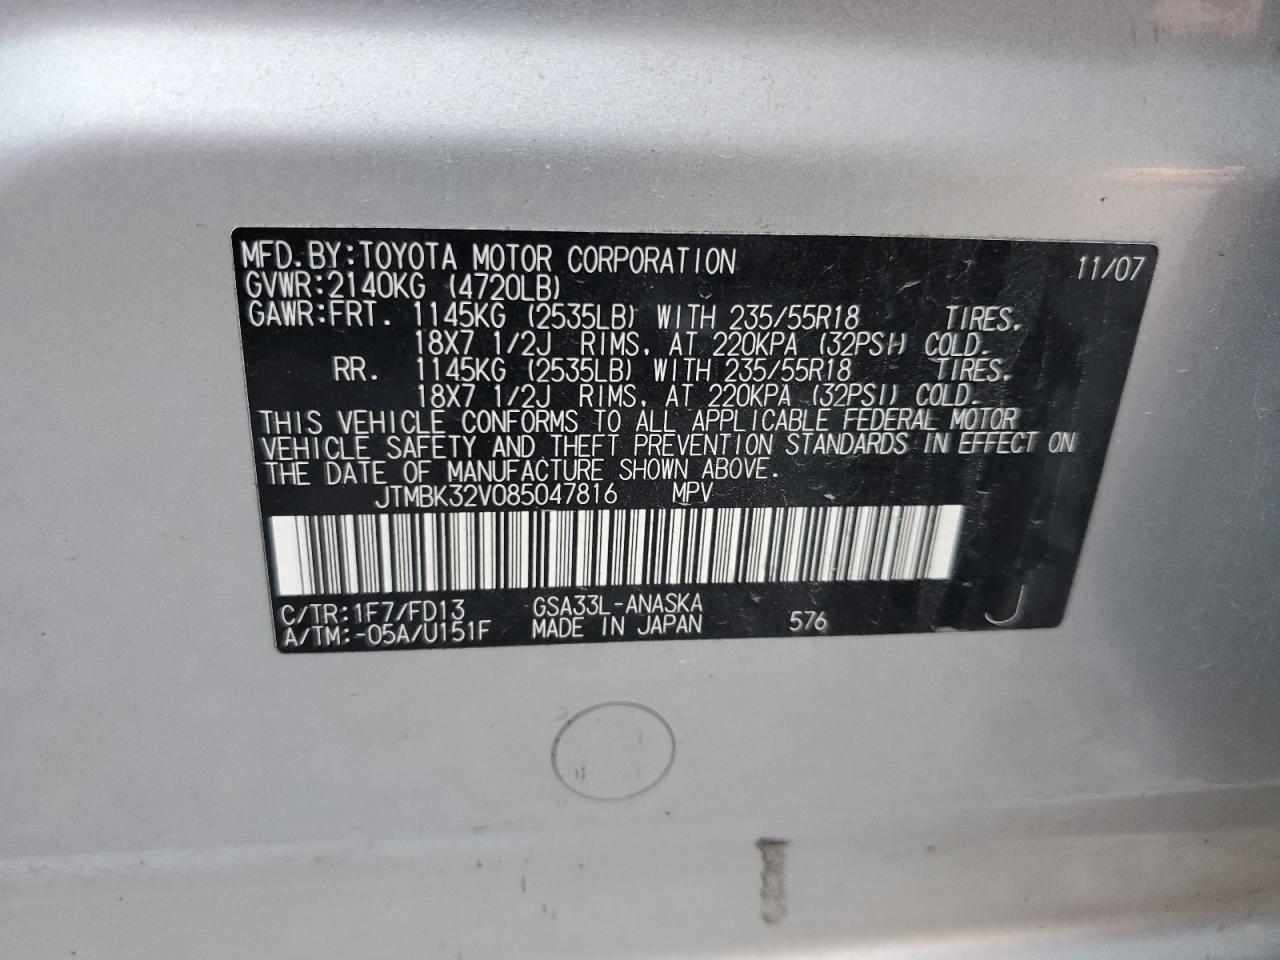 MFD.BY:TOYOTA MOTOR CORPORATION 11/07
GVWR:2140KG (4720LB)
GAWR:FRT. 1145KG (2535LB) WITH 235/55R18 TIRES.
18X7 1/2J RIMS, AT 220KPA (32PSI) COLD.
RR. 1145KG (2535LB) WITH 235/55R18 TIRES.
18X7 1/2J RIMS, AT 220KPA (32PSI) COLD.
THIS VEHICLE CONFORMS TO ALL APPLICABLE FEDERAL MOTOR
VEHICLE SAFETY AND THEFT PREVENTION STANDARDS IN EFFECT ON
THE DATE OF MANUFACTURE SHOWN ABOVE.
JTMBK32V085047816 MPV
C/TR:1F7/FD13 GSA33L-ANASKA
A/TM:-05A/U151F MADE IN JAPAN 576 J